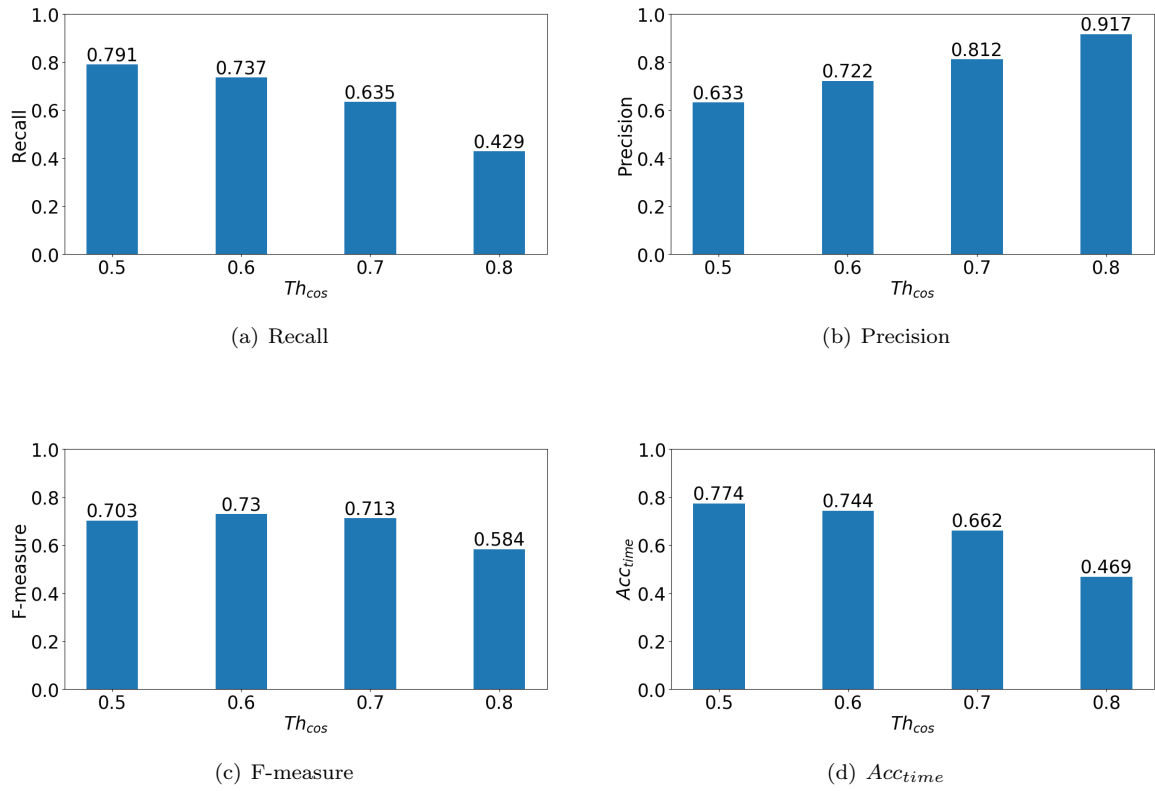 1.0
0.8
0.6
0.4
0.2
0.0
Recall
0.791
0.737
0.635
0.429
0.5 0.6 0.7 0.8
Th_cos
(a) Recall
1.0
0.8
0.6
0.4
0.2
0.0
Precision
0.633
0.722
0.812
0.917
0.5 0.6 0.7 0.8
Th_cos
(b) Precision
1.0
0.8
0.6
0.4
0.2
0.0
F-measure
0.703
0.73
0.713
0.584
0.5 0.6 0.7 0.8
Th_cos
(c) F-measure
1.0
0.8
0.6
0.4
0.2
0.0
Acc_time
0.774
0.744
0.662
0.469
0.5 0.6 0.7 0.8
Th_cos
(d) Acc_time